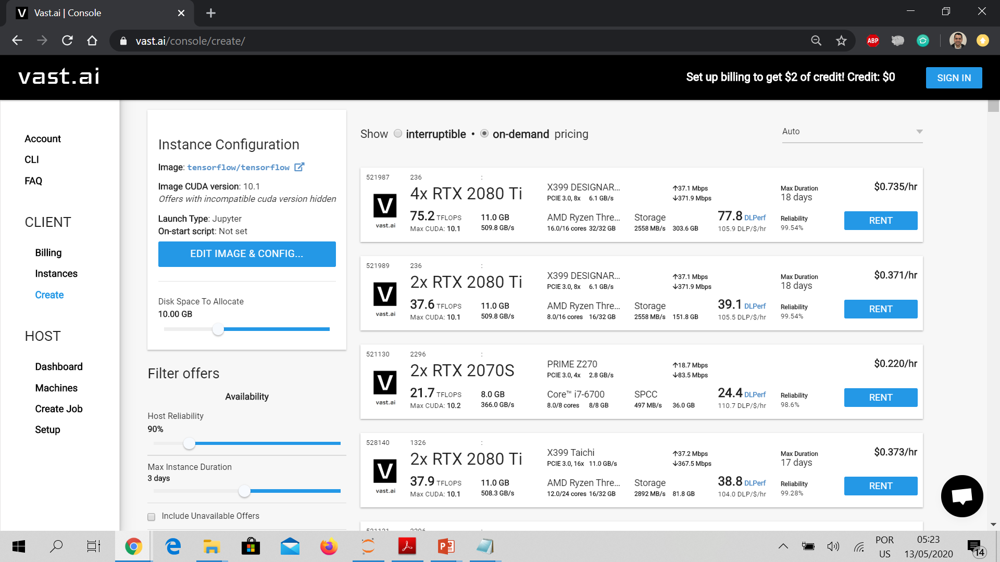 Vast.ai | Console
vast.ai/console/create/
ABP
vast.ai
Set up billing to get $2 of credit! Credit: $0
SIGN IN
Account
CLI
FAQ
CLIENT
Billing
Instances
Create
HOST
Dashboard
Machines
Create Job
Setup
Instance Configuration
Image: tensorflow/tensorflow
Image CUDA version: 10.1
Offers with incompatible cuda version hidden
Launch Type: Jupyter
On-start script: Not set
EDIT IMAGE & CONFIG...
Disk Space To Allocate
10.00 GB
Filter offers
Availability
Host Reliability
90%
Max Instance Duration
3 days
Include Unavailable Offers
Show interruptible • on-demand pricing
Auto
521987 236 :
4x RTX 2080 Ti X399 DESIGNAR... ↑37.1 Mbps Max Duration $0.735/hr
PCIE 3.0, 8x 6.1 GB/s ↓371.9 Mbps 18 days
75.2 TFLOPS 11.0 GB AMD Ryzen Thre... Storage 77.8 DLPerf Reliability RENT
vast.ai Max CUDA: 10.1 509.8 GB/s 16.0/16 cores 32/32 GB 2558 MB/s 303.6 GB 105.9 DLP/$/hr 99.54%
521989 236 :
2x RTX 2080 Ti X399 DESIGNAR... ↑37.1 Mbps Max Duration $0.371/hr
PCIE 3.0, 8x 6.1 GB/s ↓371.9 Mbps 18 days
37.6 TFLOPS 11.0 GB AMD Ryzen Thre... Storage 39.1 DLPerf Reliability RENT
vast.ai Max CUDA: 10.1 509.8 GB/s 8.0/16 cores 16/32 GB 2558 MB/s 151.8 GB 105.5 DLP/$/hr 99.54%
521130 2296 :
2x RTX 2070S PRIME Z270 ↑18.7 Mbps $0.220/hr
PCIE 3.0, 4x 2.8 GB/s ↓83.5 Mbps
21.7 TFLOPS 8.0 GB Core™ i7-6700 SPCC 24.4 DLPerf Reliability RENT
vast.ai Max CUDA: 10.2 366.0 GB/s 8.0/8 cores 8/8 GB 497 MB/s 36.0 GB 110.7 DLP/$/hr 98.6%
528140 1326 :
2x RTX 2080 Ti X399 Taichi ↑37.2 Mbps Max Duration $0.373/hr
PCIE 3.0, 16x 11.0 GB/s ↓367.5 Mbps 17 days
37.9 TFLOPS 11.0 GB AMD Ryzen Thre... Storage 38.8 DLPerf Reliability RENT
vast.ai Max CUDA: 10.1 508.3 GB/s 12.0/24 cores 16/32 GB 2892 MB/s 81.8 GB 104.0 DLP/$/hr 99.28%
POR 05:23
US 13/05/2020 14